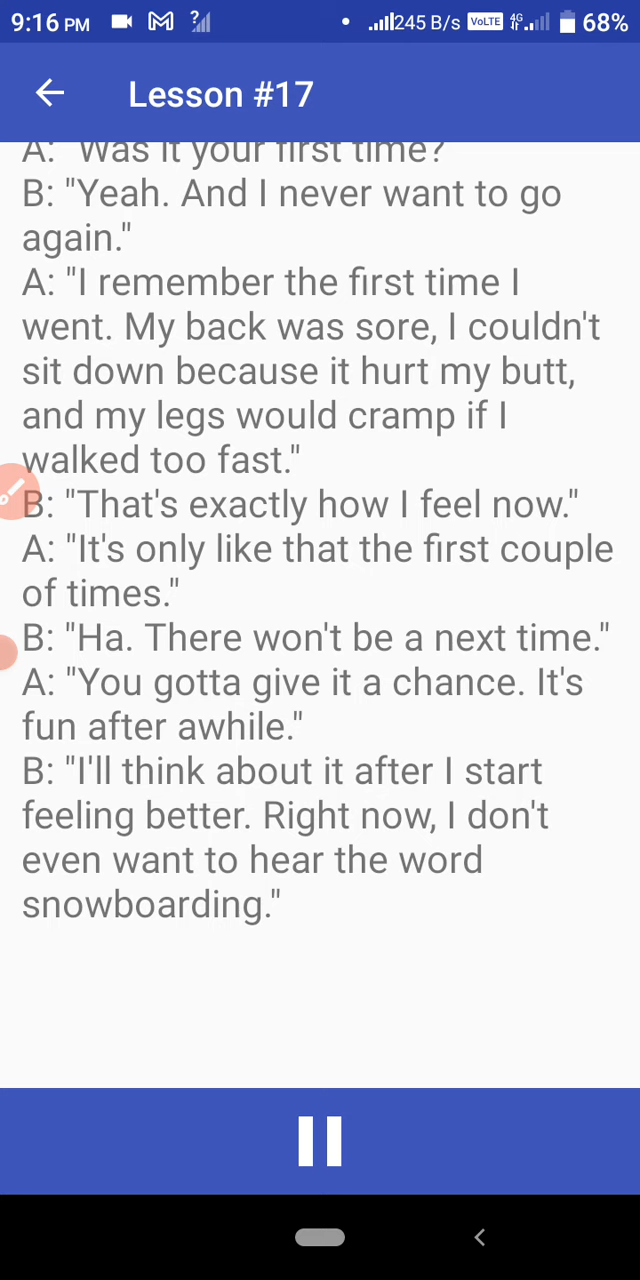 9:16 PM 245 B/s VoLTE 4G 68%
Lesson #17
A: "Was it your first time?
B: "Yeah. And I never want to go
again."
A: "I remember the first time I
went. My back was sore, I couldn't
sit down because it hurt my butt,
and my legs would cramp if I
walked too fast."
B: "That's exactly how I feel now."
A: "It's only like that the first couple
of times."
B: "Ha. There won't be a next time."
A: "You gotta give it a chance. It's
fun after awhile."
B: "I'll think about it after I start
feeling better. Right now, I don't
even want to hear the word
snowboarding."